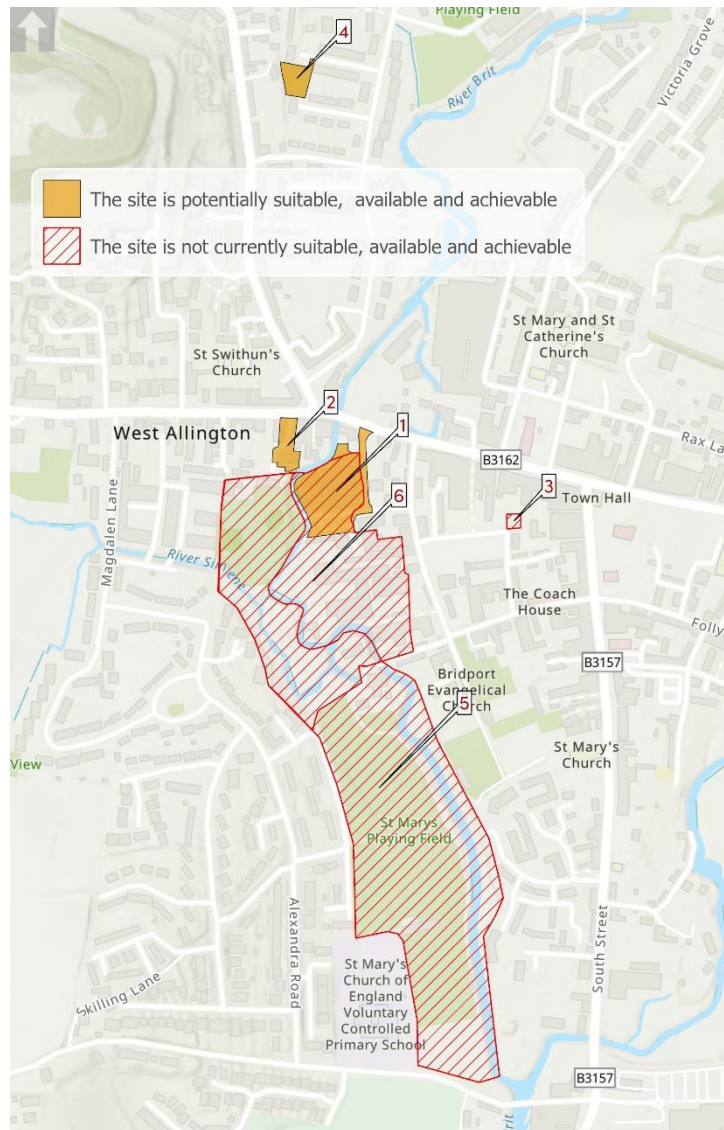 Playing Field
4
River Brit
Victoria Grove
The site is potentially suitable, available and achievable
The site is not currently suitable, available and achievable
St Mary and St
Catherine's
Church
St Swithun's
Church
2
West Allington
1
B3162
Rax La
6
3
Town Hall
Magdalen Lane
River Simene
The Coach
House
Folly
B3157
Bridport
Evangelical
Church
5
St Mary's
Church
View
St Marys
Playing Field
Alexandra Road
South Street
St Mary's
Church of
England
Voluntary
Controlled
Primary School
Skilling Lane
B3157
rit